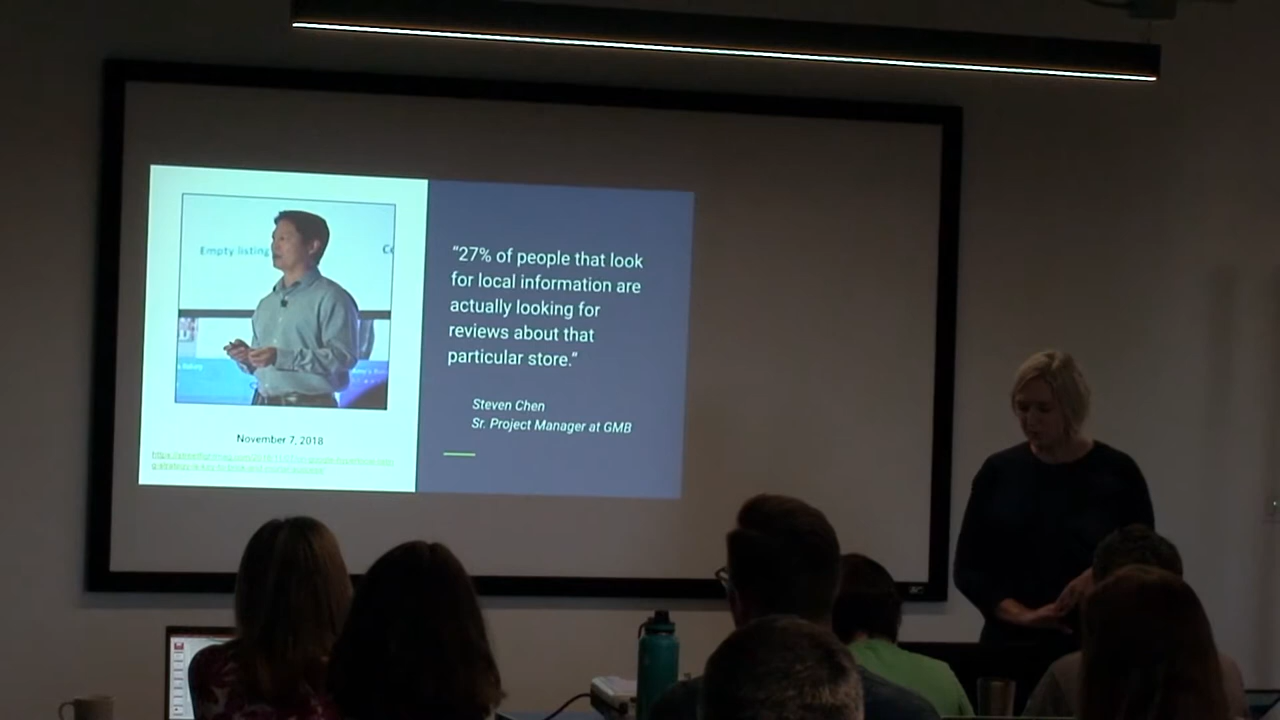 Empty listing
“27% of people that look
for local information are
actually looking for
reviews about that
particular store.”
Steven Chen
Sr. Project Manager at GMB
November 7, 2018